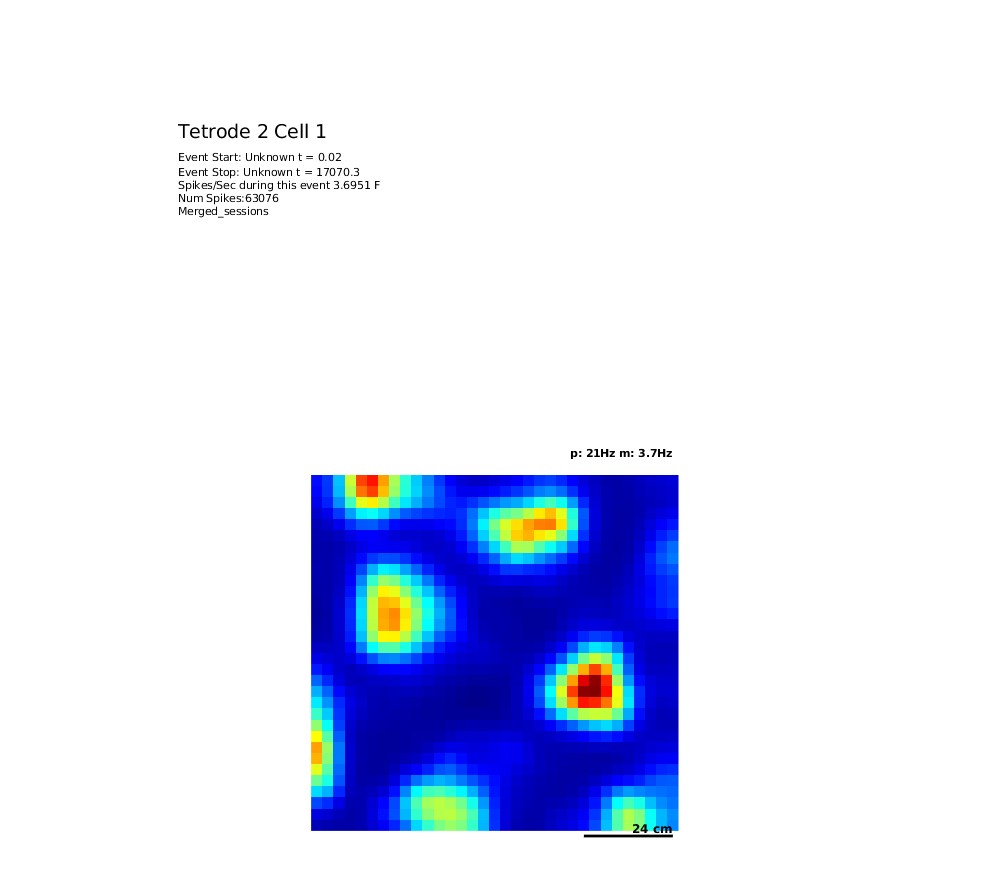 Tetrode 2 Cell 1
Event Start: Unknown t = 0.02
Event Stop: Unknown t = 17070.3
Spikes/Sec during this event 3.6951 F
Num Spikes:63076
Merged_sessions
p: 21Hz m: 3.7Hz
24 cm